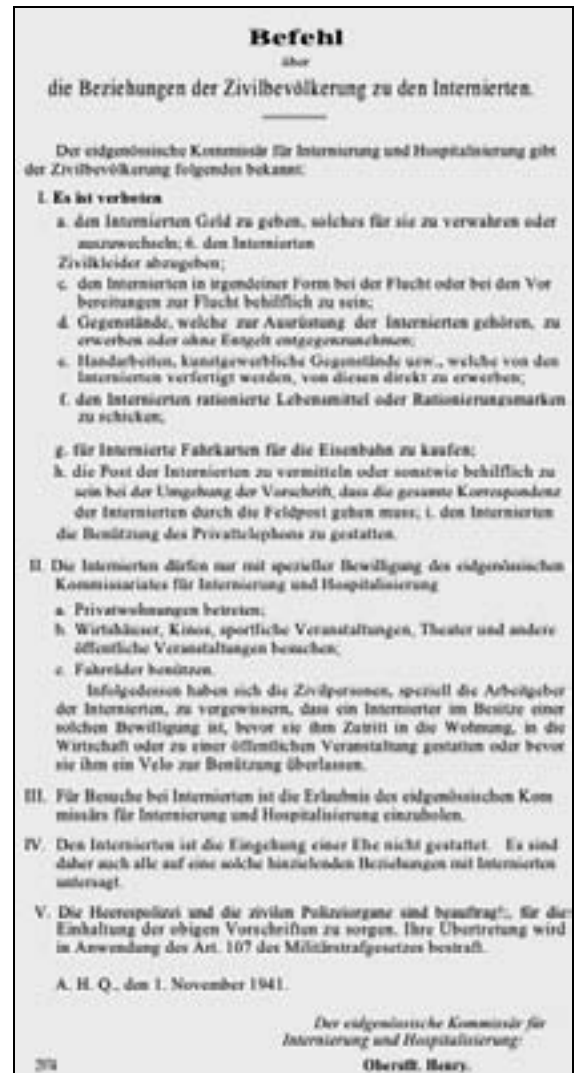 Befehl
über
die Beziehungen der Zivilbevölkerung zu den Internierten.
Der eidgenössische Kommissär für Internierung und Hospitalisierung gibt
der Zivilbevölkerung folgendes bekannt:
I. Es ist verboten
a. den Internierten Geld zu geben, solches für sie zu verwahren oder
auszuwechseln; 6. den Internierten
Zivilkleider abzugeben;
c. den Internierten in irgendeiner Form bei der Flucht oder bei den Vor
bereitungen zur Flucht behilflich zu sein;
d. Gegenstände, welche zur Ausrüstung der Internierten gehören, zu
erwerben oder ohne Entgelt entgegenzunehmen;
e. Handarbeiten, kunstgewerbliche Gegenstände usw., welche von den
Internierten verfertigt werden, von diesen direkt zu erwerben;
f. den Internierten rationierte Lebensmittel oder Rationierungsmarken
zu schicken;
g. für Internierte Fahrkarten für die Eisenbahn zu kaufen;
h. die Post der Internierten zu vermitteln oder sonstwie behilflich zu
sein bei der Umgehung der Vorschrift, dass die gesamte Korrespondenz
der Internierten durch die Feldpost gehen muss; i. den Internierten
die Benützung des Privattelephons zu gestatten.
II. Die Internierten dürfen nur mit spezieller Bewilligung des eidgenössischen
Kommissariates für Internierung und Hospitalisierung
a. Privatwohnungen betreten;
b. Wirtshäuser, Kinos, sportliche Veranstaltungen, Theater und andere
öffentliche Veranstaltungen besuchen;
c. Fahrräder benützen.
Infolgedessen haben sich die Zivilpersonen, speziell die Arbeitgeber
der Internierten, zu vergewissern, dass ein Internierter im Besitze einer
solchen Bewilligung ist, bevor sie ihm Zutritt in die Wohnung, in die
Wirtschaft oder zu einer öffentlichen Veranstaltung gestatten oder bevor
sie ihm ein Velo zur Benützung überlassen.
III. Für Besuche bei Internierten ist die Erlaubnis des eidgenössischen Kom
missärs für Internierung und Hospitalisierung einzuholen.
IV. Den Internierten ist die Eingehung einer Ehe nicht gestattet. Es sind
daher auch alle auf eine solche hinzielenden Beziehungen mit Internierten
untersagt.
V. Die Heerespolizei und die zivilen Polizeiorgane sind beauftragt!;, für die
Einhaltung der obigen Vorschriften zu sorgen. Ihre Übertretung wird
in Anwendung des Art. 107 des Militärstrafgesetzes bestraft.
A. H. Q., den 1. November 1941.
Der eidgenössische Kommissär für
Internierung und Hospitalisierung:
Oberstlt. Henry.